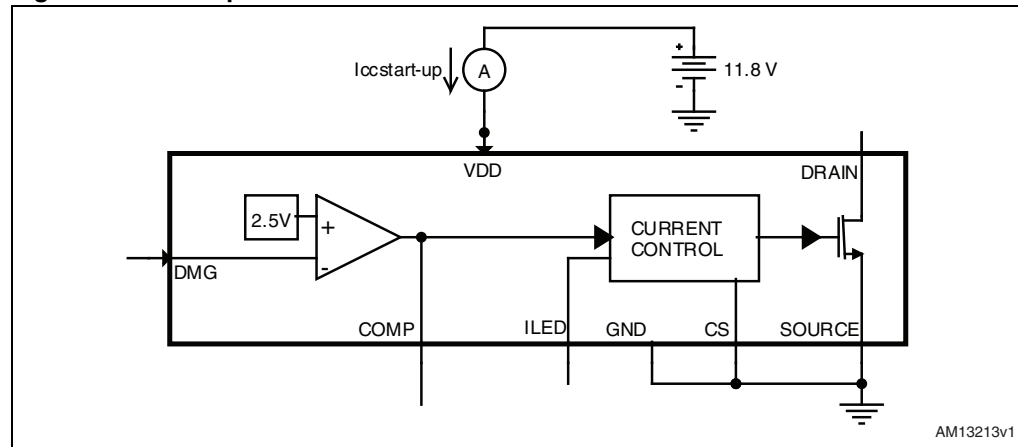 Iccstart-up
A
+
-
11.8 V
VDD
DRAIN
2.5V
+
-
CURRENT
CONTROL
DMG
COMP
ILED
GND
CS
SOURCE
AM13213v1